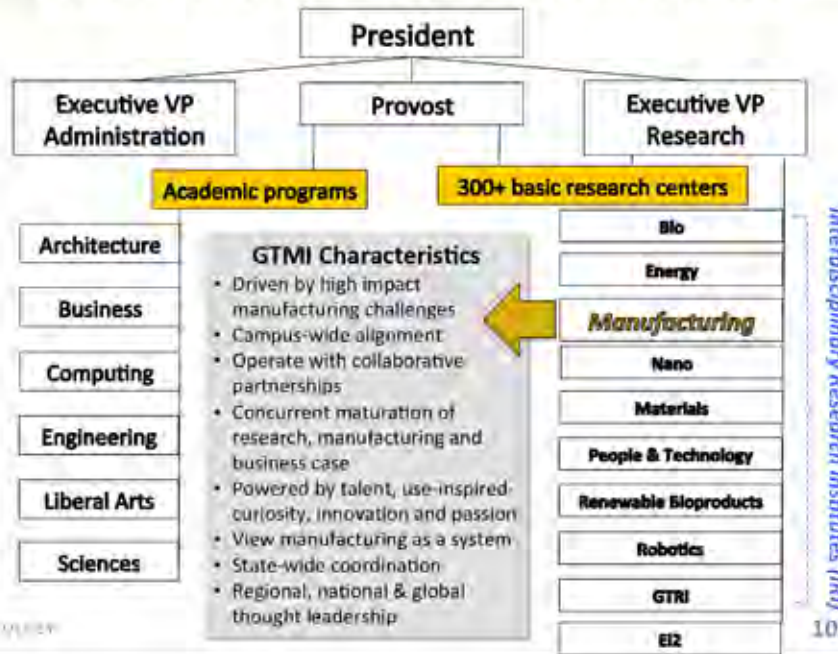 President
Executive VP
Administration
Provost
Executive VP
Research
Academic programs
300+ basic research centers
Architecture
Business
Computing
Engineering
Liberal Arts
Sciences
GTMI Characteristics
• Driven by high impact
manufacturing challenges
• Campus-wide alignment
• Operate with collaborative
partnerships
• Concurrent maturation of
research, manufacturing and
business case
• Powered by talent, use-inspired-
curiosity, innovation and passion
• View manufacturing as a system
• State-wide coordination
• Regional, national & global
thought leadership
Bio
Energy
Manufacturing
Nano
Materials
People & Technology
Renewable Bioproducts
Robotics
GTRI
EI2
Interdisciplinary Research Institutes
10